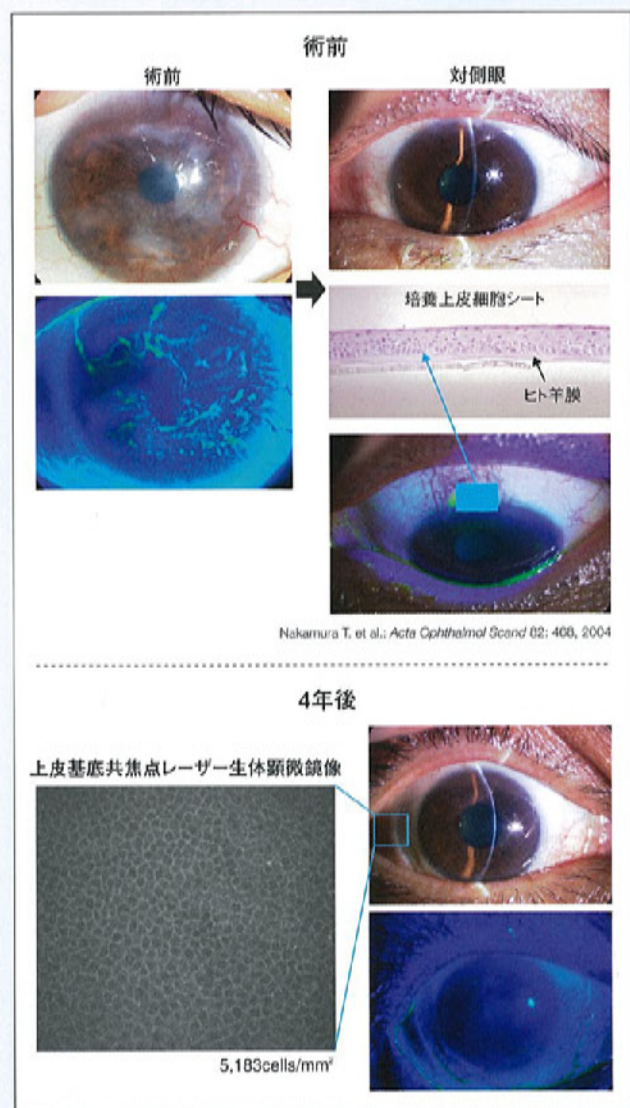 術前
術前
対側眼
培養上皮細胞シート
ヒト羊膜
Nakamura T. et al.: Acta Ophthalmol Scand 82: 468, 2004
4年後
上皮基底共焦点レーザー生体顕微鏡像
5,183cells/mm²